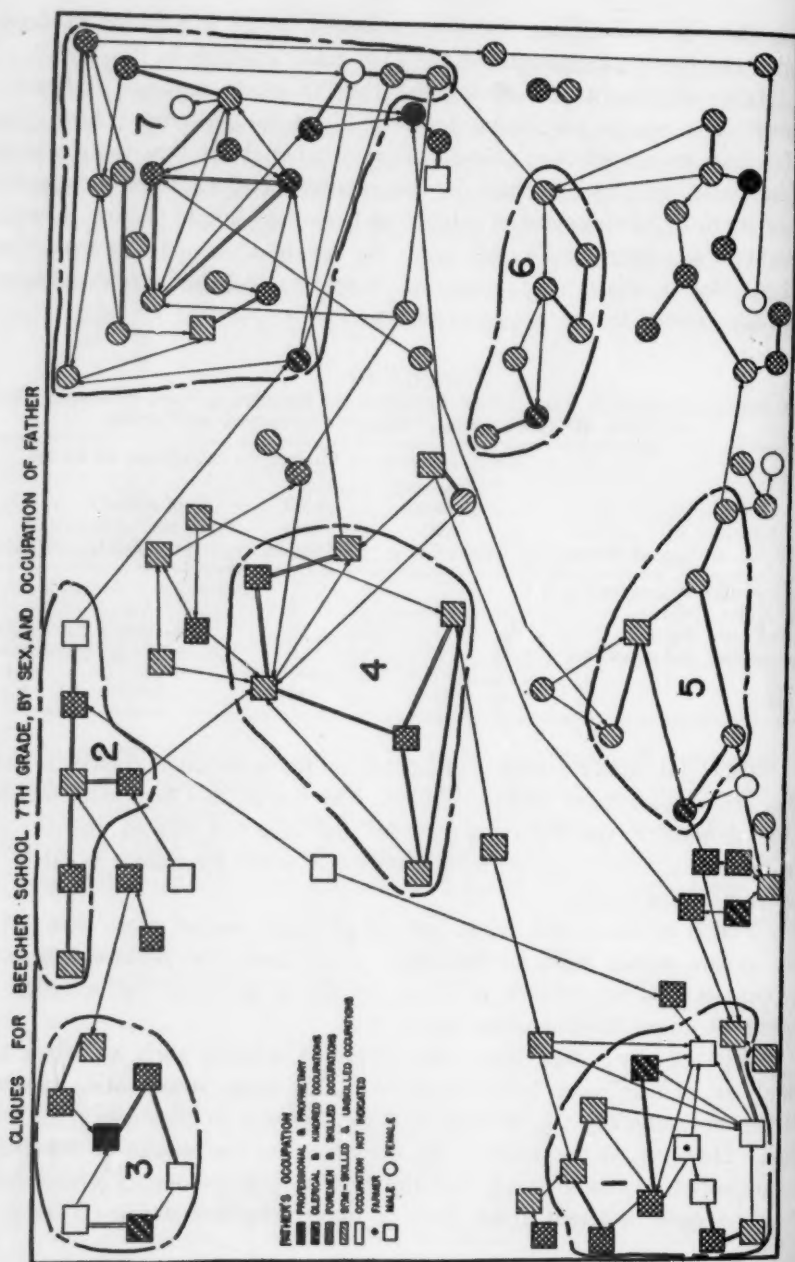 CLIQUES FOR BEECHER SCHOOL 7TH GRADE, BY SEX, AND OCCUPATION OF FATHER
3
2
7
4
6
1
5
FATHER'S OCCUPATION
PROFESSIONAL & PROPRIETARY
CLERICAL & KINDRED OCCUPATIONS
FOREMEN & SKILLED OCCUPATIONS
SEMI-SKILLED & UNSKILLED OCCUPATIONS
OCCUPATION NOT INDICATED
FARMER
MALE FEMALE